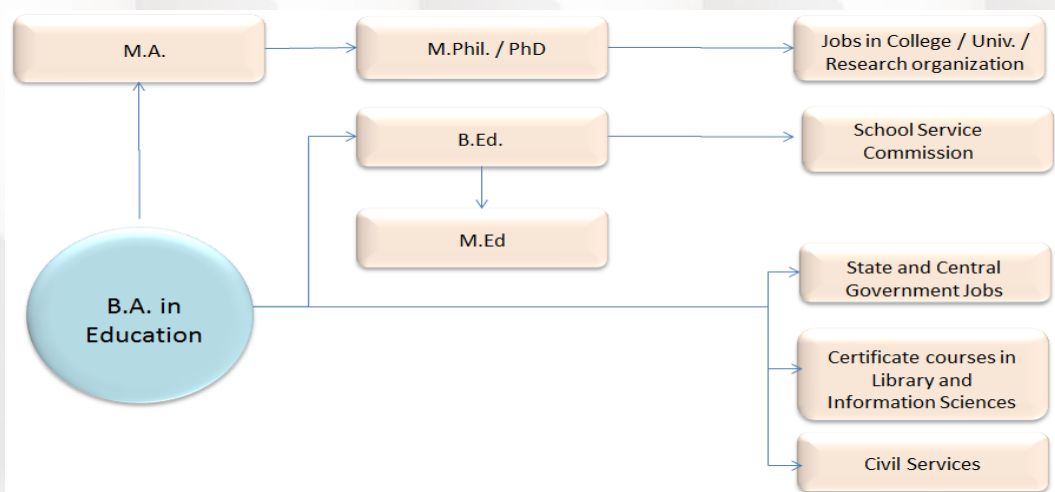 M.A.
M.Phil. / PhD
Jobs in College / Univ. /
Research organization
B.Ed.
School Service
Commission
M.Ed
B.A. in
Education
State and Central
Government Jobs
Certificate courses in
Library and
Information Sciences
Civil Services